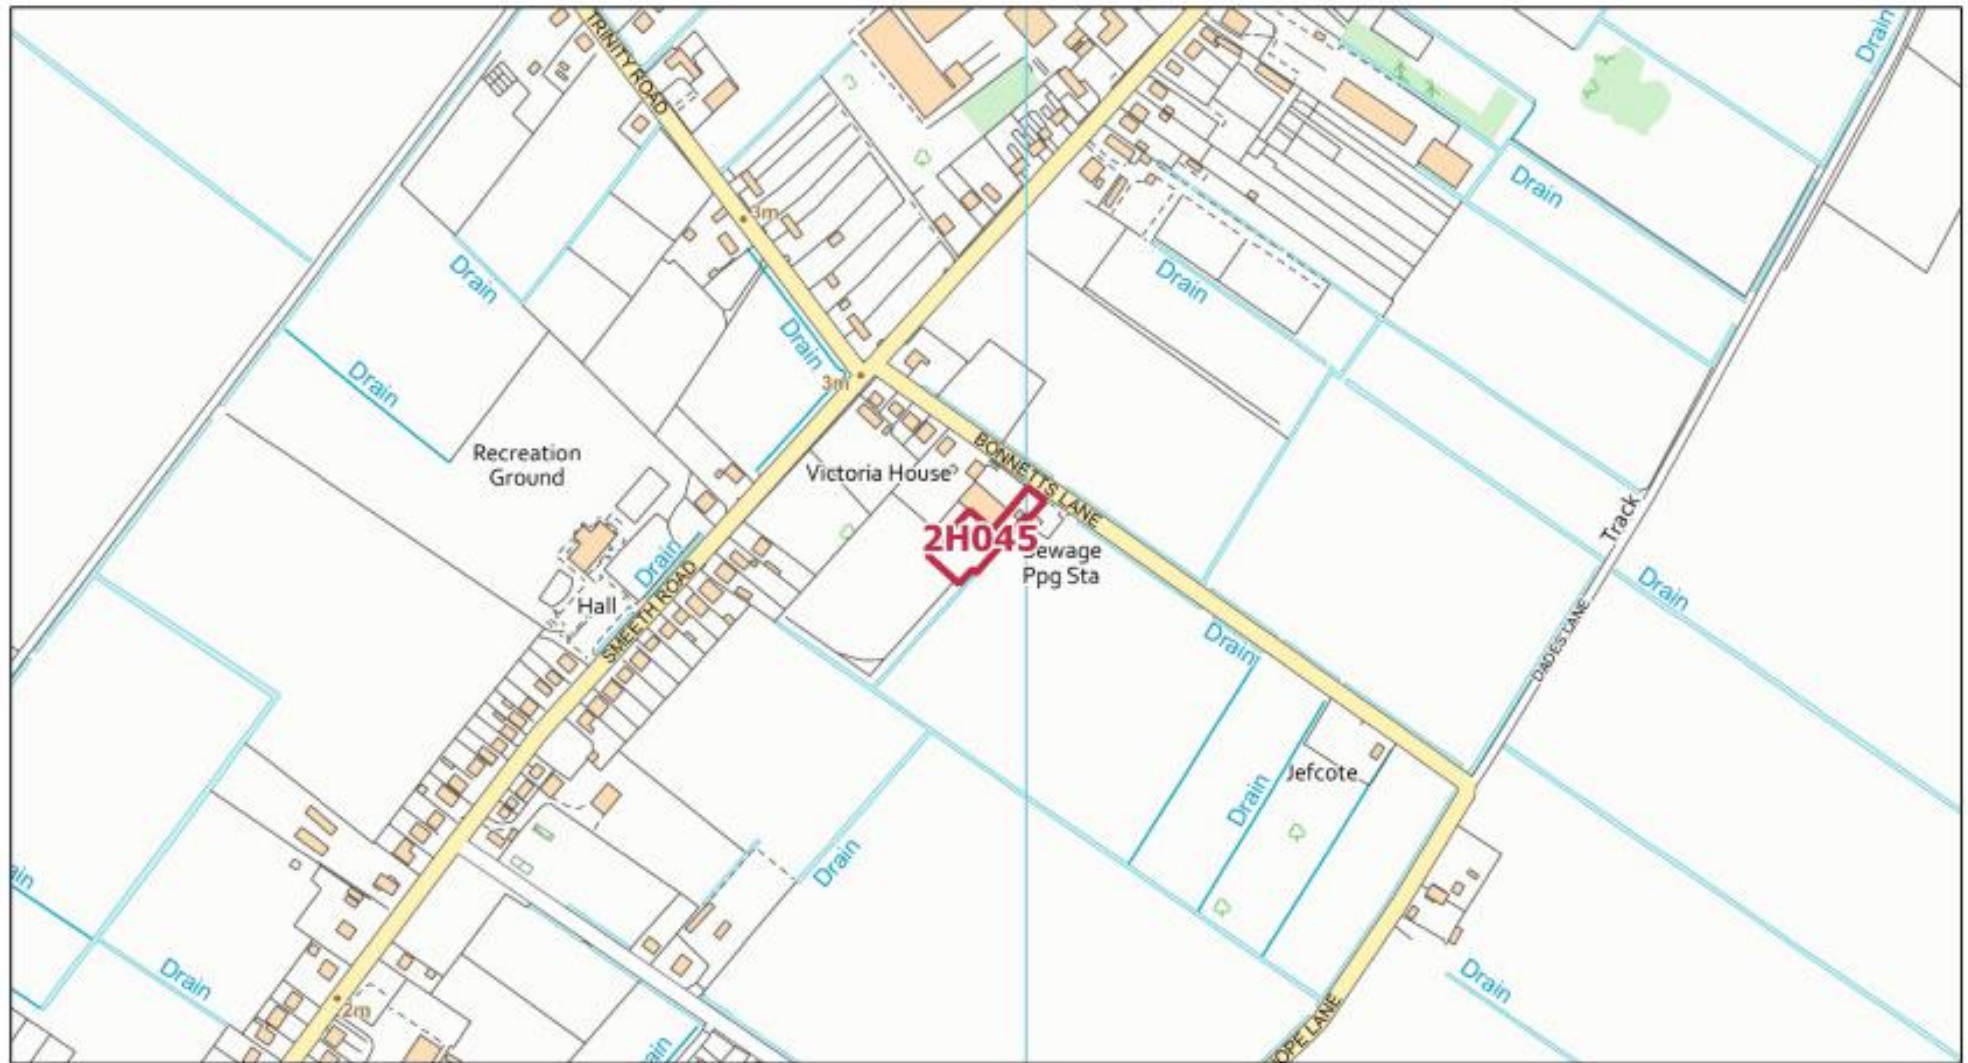 TRINITY ROAD
Drain
3m
Drain
Drain
Drain
Drain
3m
Drain
Recreation
Ground
Victoria House
BONNETTS LANE
2H045
Sewage
Ppg Sta
Track
Drain
Hall
SMEETH ROAD
Drain
DADES LANE
Drain
Jefcote
Drain
Drain
Drain
Drain
2m